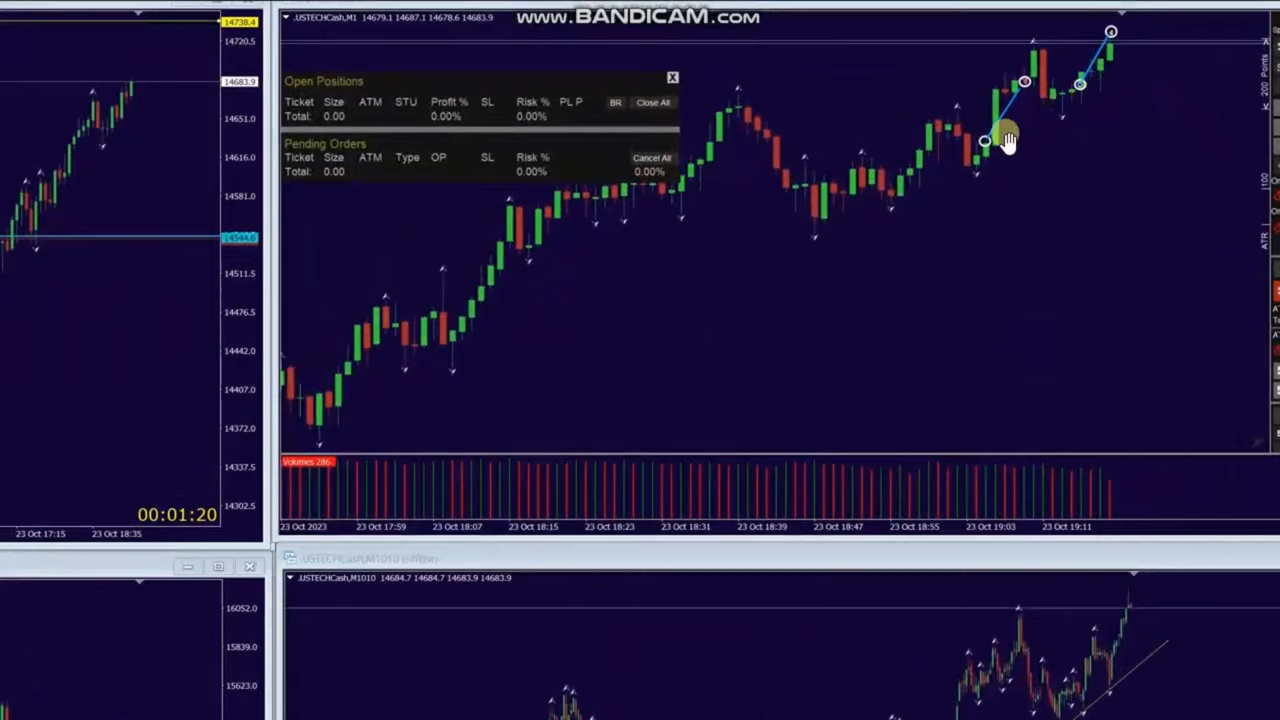 www.BANDICAM.com
14738.4
14720.5
14683.9
14651.0
14616.0
14581.0
14544.6
14511.5
14476.5
14442.0
14407.0
14372.0
14337.5
14302.5
00:01:20
23 Oct 17:15 23 Oct 18:35
.USTECHCash,M1 14679.1 14687.1 14678.6 14683.9
Open Positions X
Ticket Size ATM STU Profit % SL Risk % PL P BR Close All
Total: 0.00 0.00% 0.00%
Pending Orders
Ticket Size ATM Type OP SL Risk % Cancel All
Total: 0.00 0.00% 0.00%
200 Points
100
ATR
Volumes 286
23 Oct 2023 23 Oct 17:59 23 Oct 18:07 23 Oct 18:15 23 Oct 18:23 23 Oct 18:31 23 Oct 18:39 23 Oct 18:47 23 Oct 18:55 23 Oct 19:03 23 Oct 19:11
16052.0
15839.0
15623.0
.USTECHCash,M1010 14684.7 14684.7 14683.9 14683.9